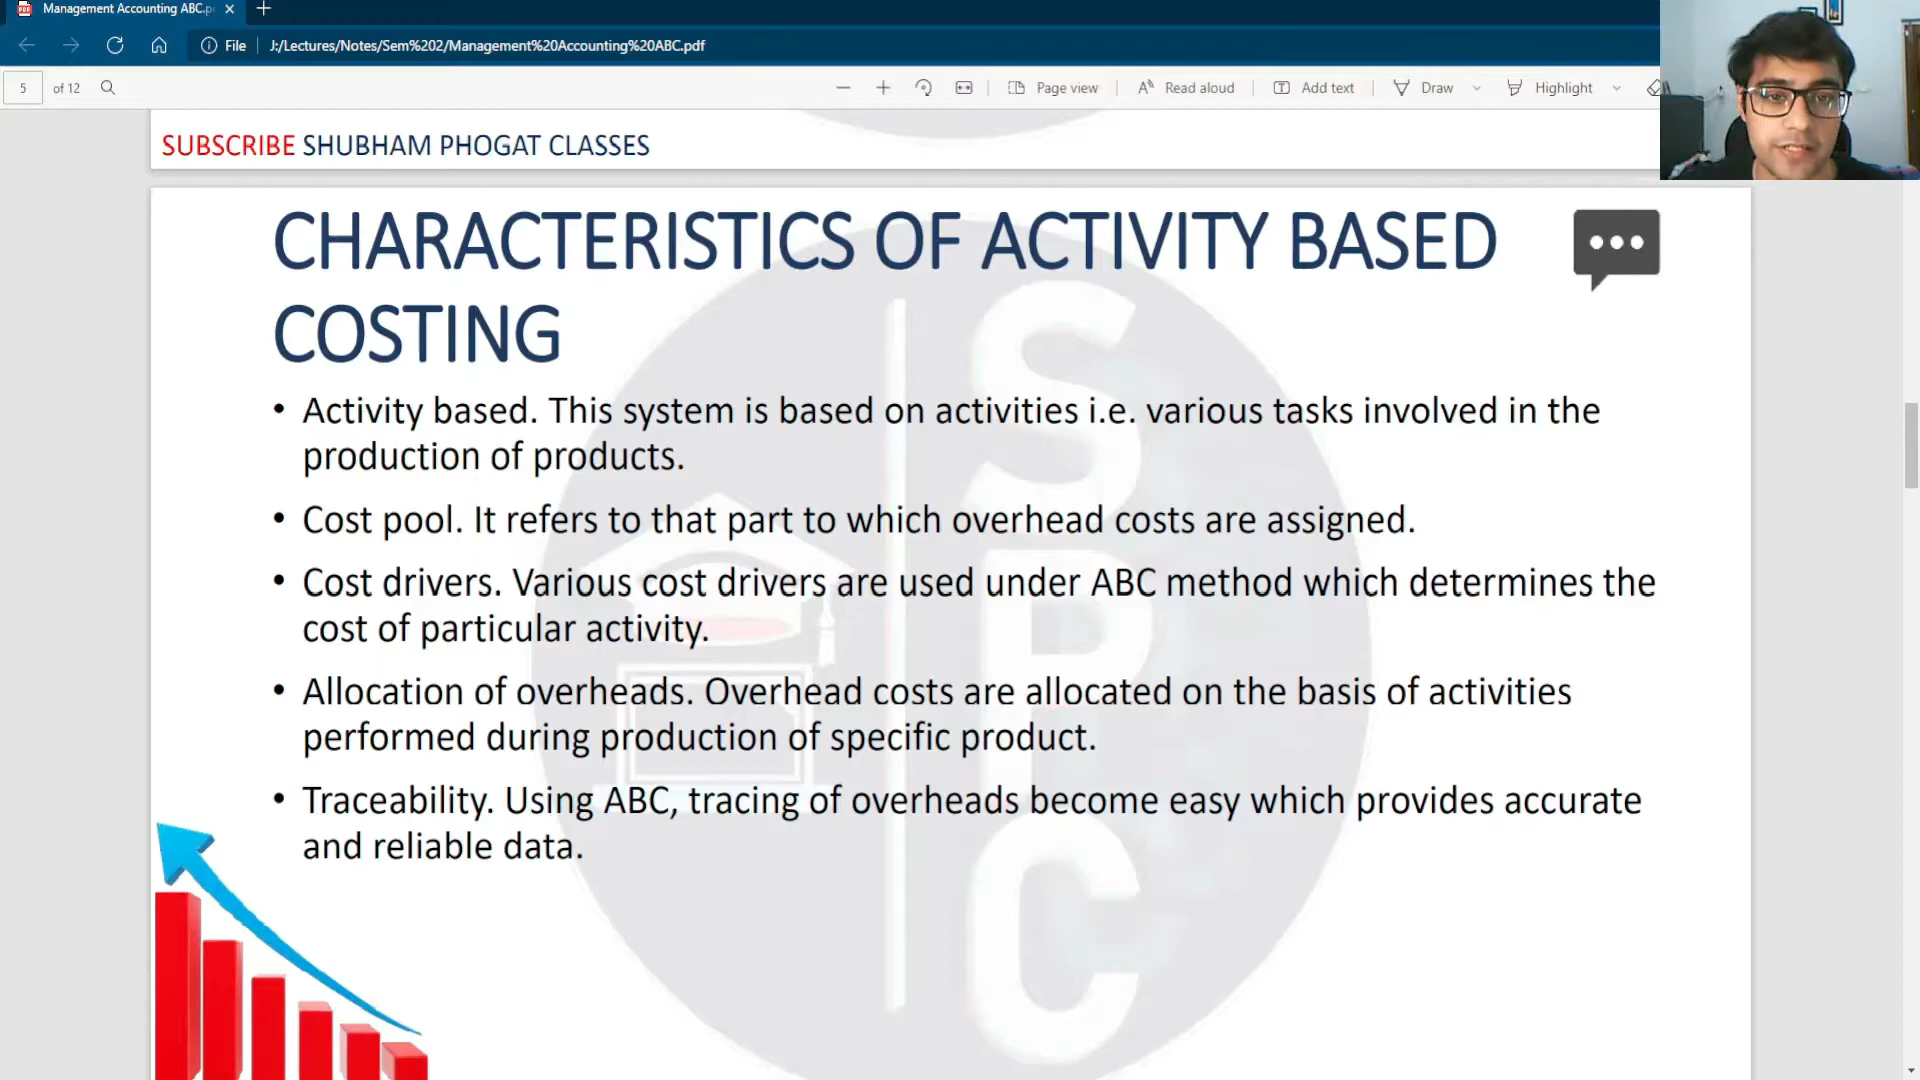 Management Accounting ABC.p
File
J:/Lectures/Notes/Sem%202/Management%20Accounting%20ABC.pdf
5 of 12
Page view
Read aloud
Add text
Draw
Highlight
SUBSCRIBE SHUBHAM PHOGAT CLASSES
CHARACTERISTICS OF ACTIVITY BASED
COSTING
• Activity based. This system is based on activities i.e. various tasks involved in the
production of products.
• Cost pool. It refers to that part to which overhead costs are assigned.
• Cost drivers. Various cost drivers are used under ABC method which determines the
cost of particular activity.
• Allocation of overheads. Overhead costs are allocated on the basis of activities
performed during production of specific product.
• Traceability. Using ABC, tracing of overheads become easy which provides accurate
and reliable data.
S
P
C